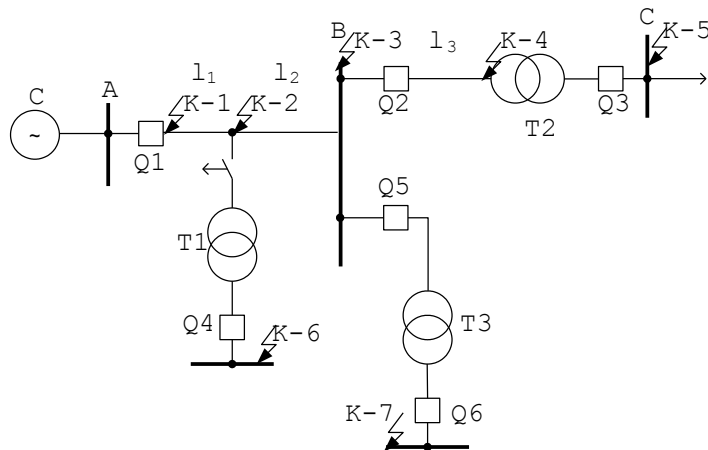 B
K-3
l₃
K-4
C
K-5
C
A
l₁
K-1
l₂
K-2
Q2
Q3
T2
~
Q1
Q5
T1
Q4
K-6
T3
K-7
Q6